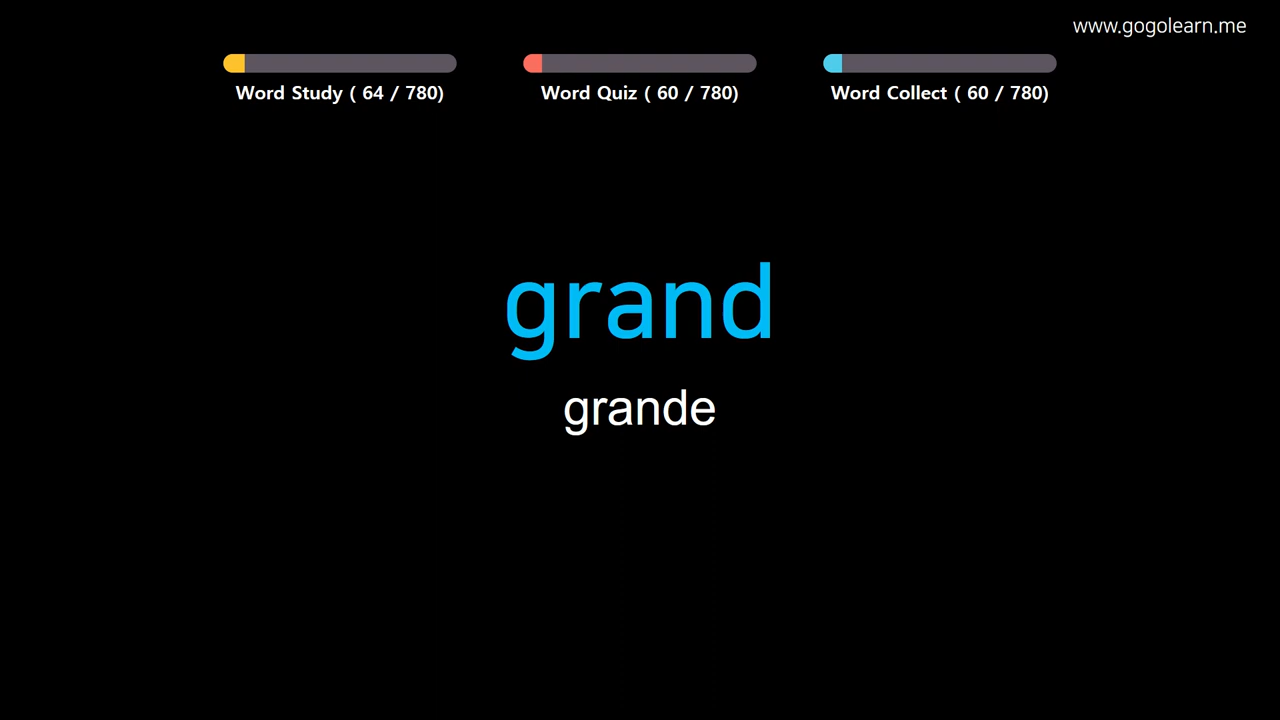 www.gogolearn.me
Word Study ( 64 / 780)
Word Quiz ( 60 / 780)
Word Collect ( 60 / 780)
grand
grande